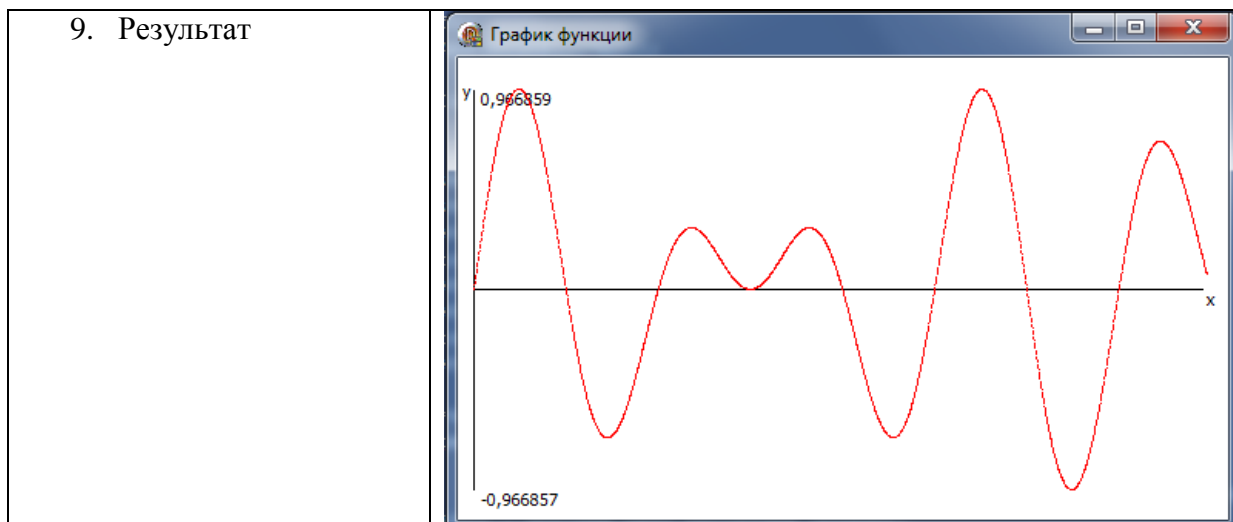 9. Результат
График функции
y
0,966859
x
-0,966857